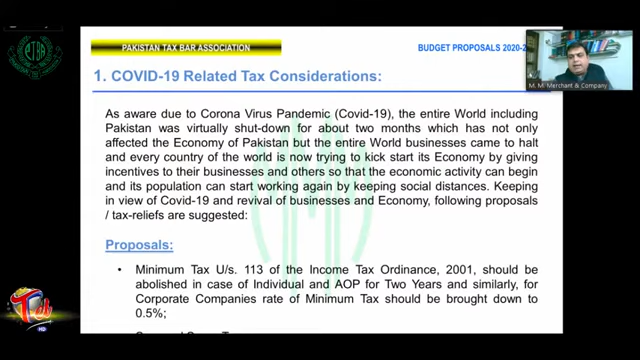 PAKISTAN TAX BAR ASSOCIATION
BUDGET PROPOSALS 2020-2
1. COVID-19 Related Tax Considerations:
M. M. Merchant & Company
As aware due to Corona Virus Pandemic (Covid-19), the entire World including
Pakistan was virtually shut-down for about two months which has not only
affected the Economy of Pakistan but the entire World businesses came to halt
and every country of the world is now trying to kick start its Economy by giving
incentives to their businesses and others so that the economic activity can begin
and its population can start working again by keeping social distances. Keeping
in view of Covid-19 and revival of businesses and Economy, following proposals
/ tax-reliefs are suggested:
Proposals:
• Minimum Tax U/s. 113 of the Income Tax Ordinance, 2001, should be
abolished in case of Individual and AOP for Two Years and similarly, for
Corporate Companies rate of Minimum Tax should be brought down to
0.5%;
HD